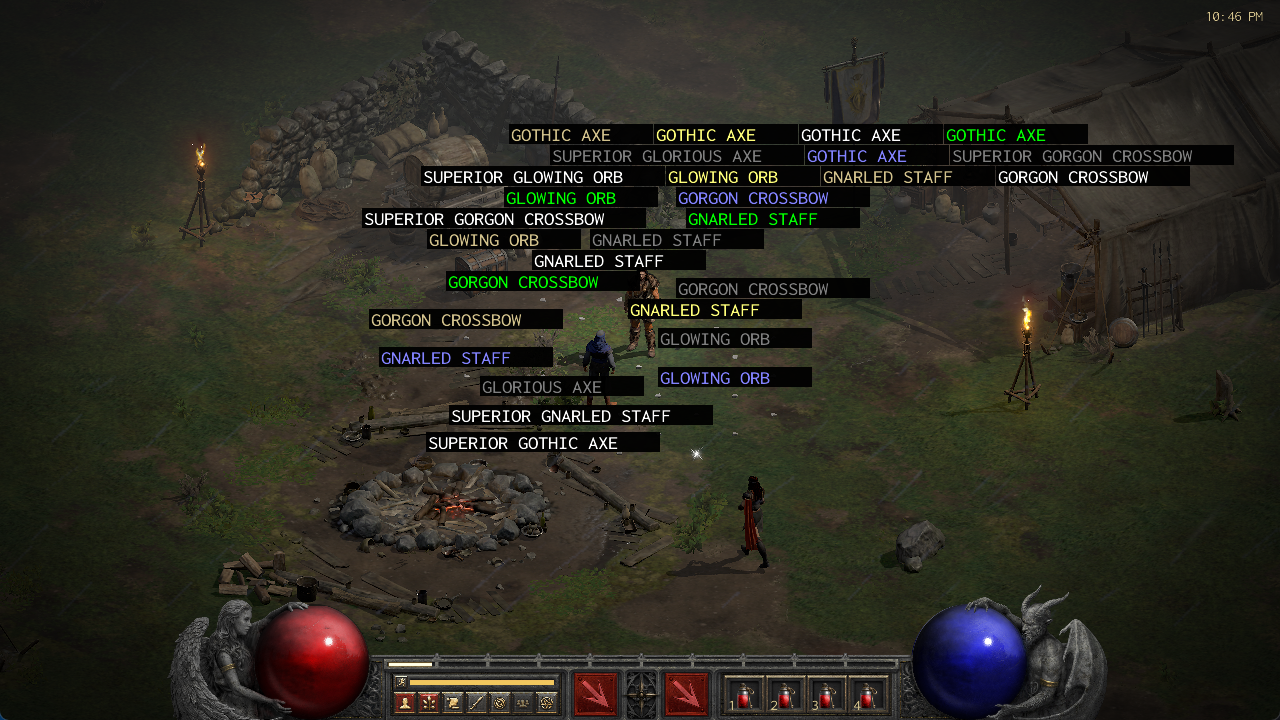 10:46 PM
GOTHIC AXE GOTHIC AXE GOTHIC AXE GOTHIC AXE
SUPERIOR GLORIOUS AXE GOTHIC AXE SUPERIOR GORGON CROSSBOW
SUPERIOR GLOWING ORB GLOWING ORB GNARLED STAFF GORGON CROSSBOW
GLOWING ORB GORGON CROSSBOW
SUPERIOR GORGON CROSSBOW GNARLED STAFF
GLOWING ORB GNARLED STAFF
GNARLED STAFF
GORGON CROSSBOW GORGON CROSSBOW
GNARLED STAFF
GORGON CROSSBOW
GLOWING ORB
GNARLED STAFF
GLOWING ORB
GLORIOUS AXE
SUPERIOR GNARLED STAFF
SUPERIOR GOTHIC AXE
1 2 3 4